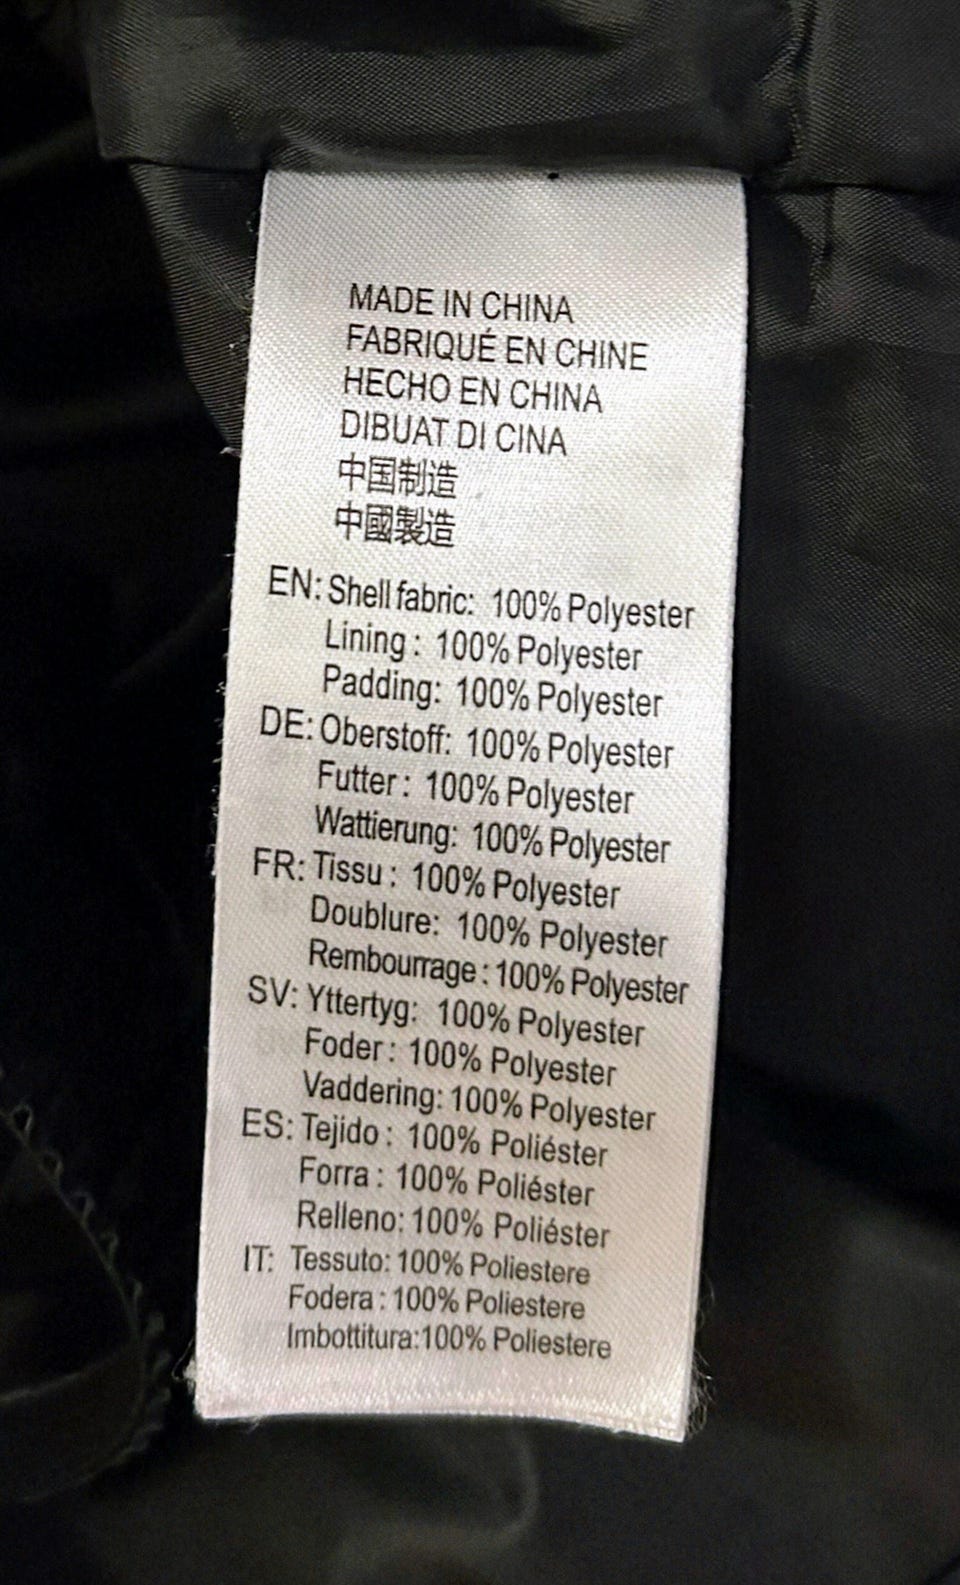 MADE IN CHINA
FABRIQUÉ EN CHINE
HECHO EN CHINA
DIBUAT DI CINA
中国制造
中國製造
EN: Shell fabric: 100% Polyester
Lining : 100% Polyester
Padding: 100% Polyester
DE: Oberstoff: 100% Polyester
Futter : 100% Polyester
Wattierung: 100% Polyester
FR: Tissu : 100% Polyester
Doublure: 100% Polyester
Rembourrage : 100% Polyester
SV: Yttertyg: 100% Polyester
Foder : 100% Polyester
Vaddering: 100% Polyester
ES: Tejido : 100% Poliéster
Forra : 100% Poliéster
Relleno: 100% Poliéster
IT: Tessuto: 100% Poliestere
Fodera : 100% Poliestere
Imbottitura:100% Poliestere